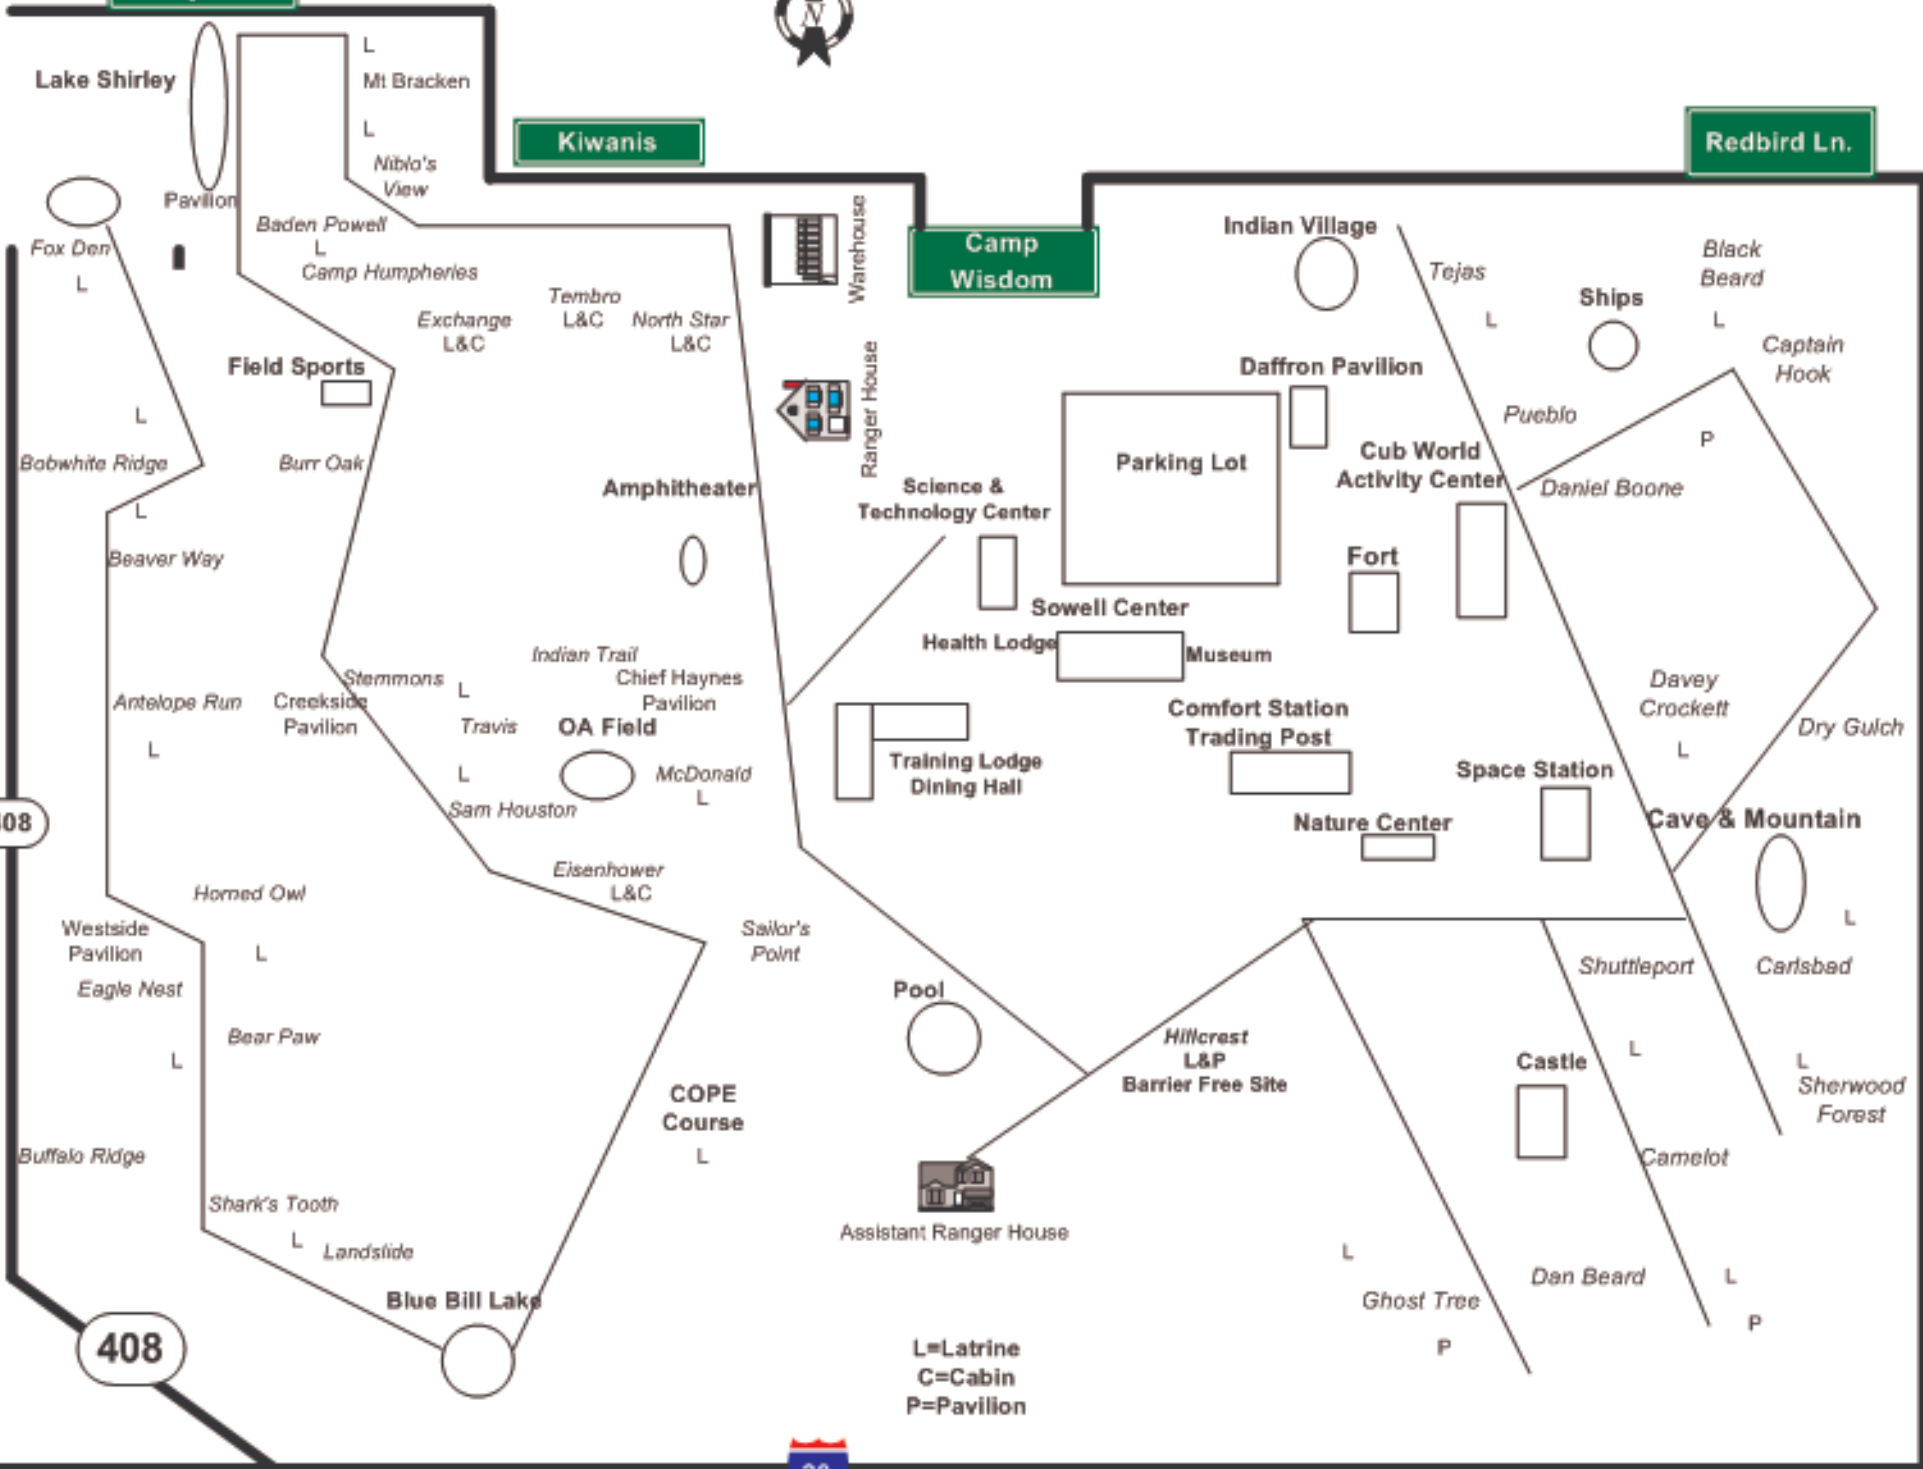 N
Lake Shirley
L
Mt Bracken
L
Niblo's
View
Kiwanis
Redbird Ln.
Pavilion
Fox Den
L
Baden Powell
L
Camp Humpheries
Warehouse
Camp
Wisdom
Indian Village
Tejas
L
Ships
Black
Beard
L
Captain
Hook
Exchange
L&C
Tembro
L&C
North Star
L&C
Field Sports
Ranger House
Daffron Pavilion
Pueblo
P
L
Bobwhite Ridge
L
Burr Oak
Amphitheater
Science &
Technology Center
Parking Lot
Cub World
Activity Center
Daniel Boone
Beaver Way
Fort
Sowell Center
Health Lodge
Museum
Indian Trail
Chief Haynes
Pavilion
Stemmons
L
Creekside
Pavilion
Antelope Run
L
Travis
OA Field
L
McDonald
L
Sam Houston
Training Lodge
Dining Hall
Comfort Station
Trading Post
Davey
Crockett
L
Dry Gulch
Space Station
Nature Center
Cave & Mountain
L
08
Horned Owl
L
Eisenhower
L&C
Westside
Pavilion
Eagle Nest
Sailor's
Point
Shuttleport
L
Carlsbad
Pool
Bear Paw
L
Hillcrest
L&P
Barrier Free Site
Castle
L
Sherwood
Forest
COPE
Course
L
Buffalo Ridge
Camelot
Shark's Tooth
L
Landslide
Assistant Ranger House
L
Ghost Tree
P
Dan Beard
L
P
Blue Bill Lake
408
L=Latrine
C=Cabin
P=Pavilion